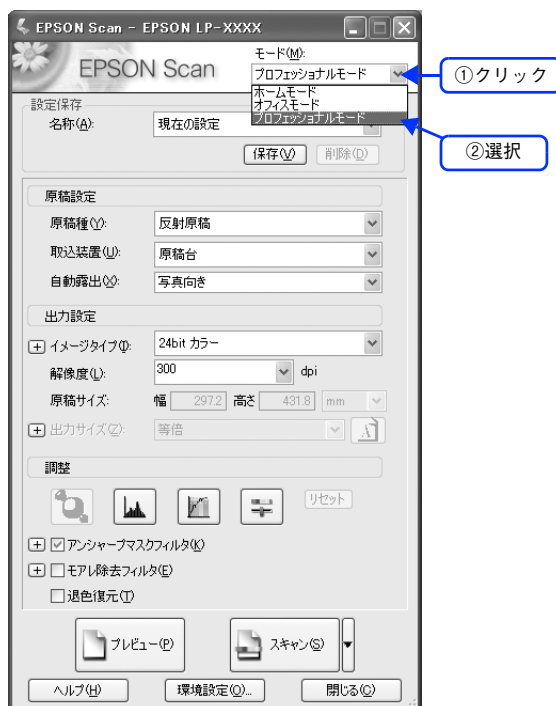 EPSON Scan - EPSON LP-XXXX
EPSON Scan
モード(M):
プロフェッショナルモード
ホームモード
オフィスモード
プロフェッショナルモード
①クリック
②選択
設定保存
名称(A):
現在の設定
保存(V)
削除(D)
原稿設定
原稿種(Y):
反射原稿
取込装置(U):
原稿台
自動露出(X):
写真向き
出力設定
イメージタイプ(I):
24bit カラー
解像度(L):
300
dpi
原稿サイズ:
幅 297.2 高さ 431.8 mm
出力サイズ(Z):
等倍
調整
リセット
アンシャープマスクフィルタ(K)
モアレ除去フィルタ(E)
退色復元(T)
プレビュー(P)
スキャン(S)
ヘルプ(H)
環境設定(O)...
閉じる(C)